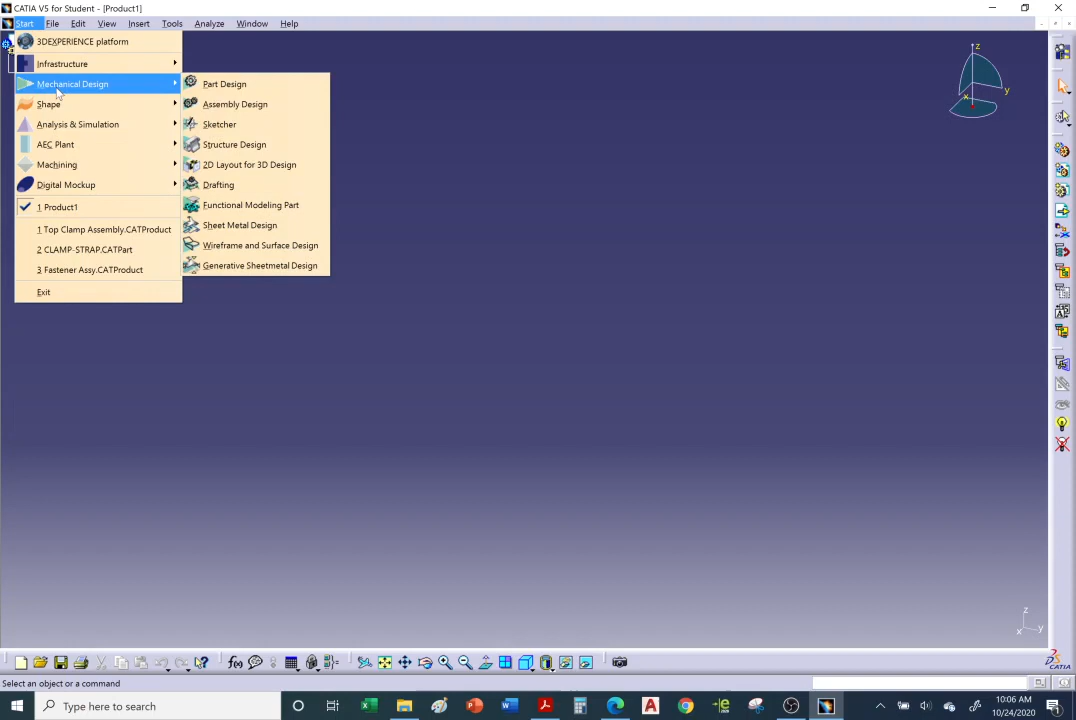 CATIA V5 for Student - [Product1]
Start File Edit View Insert Tools Analyze Window Help
3DEXPERIENCE platform
Infrastructure
Mechanical Design
Shape
Analysis & Simulation
AEC Plant
Machining
Digital Mockup
1 Product1
1 Top Clamp Assembly.CATProduct
2 CLAMP-STRAP.CATPart
3 Fastener Assy.CATProduct
Exit
Part Design
Assembly Design
Sketcher
Structure Design
2D Layout for 3D Design
Drafting
Functional Modeling Part
Sheet Metal Design
Wireframe and Surface Design
Generative Sheetmetal Design
z
y
x
z
x y
f(x)
CATIA
Select an object or a command
Type here to search
10:06 AM
10/24/2020